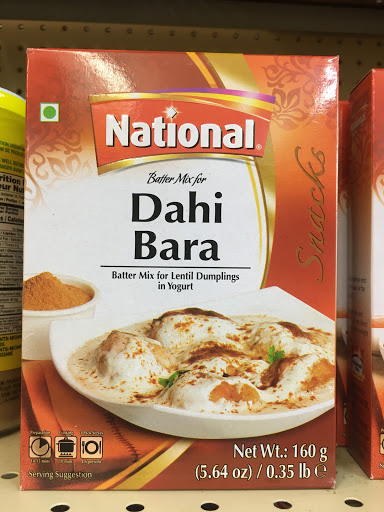 National®
Batter Mix for
Dahi
Bara
Batter Mix for Lentil Dumplings
in Yogurt
Snacks
Net Wt.: 160 g
(5.64 oz) / 0.35 lb e
Serving Suggestion
Preparation